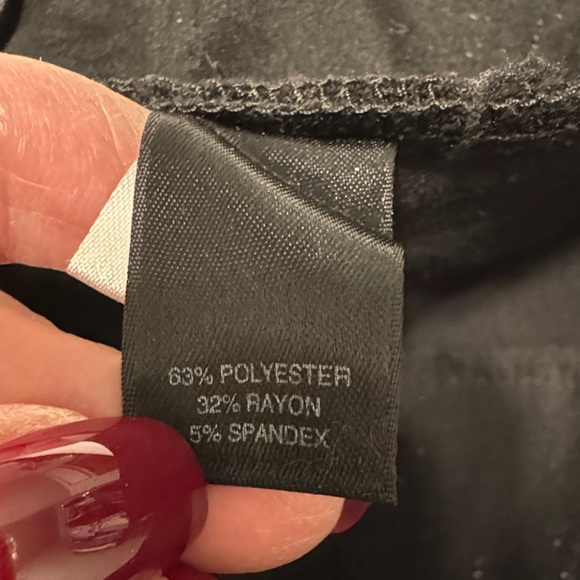 63% POLYESTER
32% RAYON
5% SPANDEX